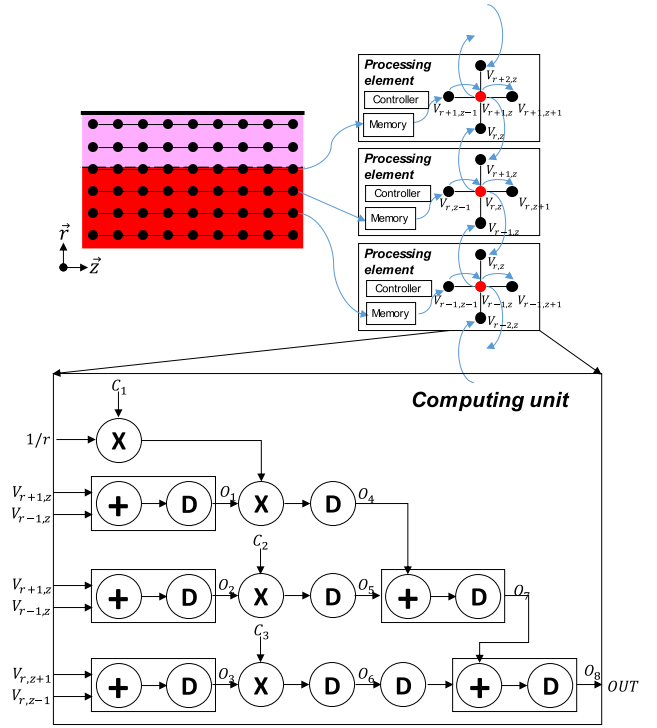 Processing
element
Controller
Memory
V_{r+2,z}
V_{r+1,z-1}
V_{r+1,z}
V_{r+1,z+1}
V_{r,z}
Processing
element
Controller
Memory
V_{r+1,z}
V_{r,z-1}
V_{r,z}
V_{r,z+1}
V_{r-1,z}
Processing
element
Controller
Memory
V_{r,z}
V_{r-1,z-1}
V_{r-1,z}
V_{r-1,z+1}
V_{r-2,z}
\vec{r}
\vec{z}
Computing unit
C_1
1/r
X
V_{r+1,z}
V_{r-1,z}
+
D
O_1
X
D
O_4
C_2
V_{r+1,z}
V_{r-1,z}
+
D
O_2
X
D
O_5
+
D
O_7
C_3
V_{r,z+1}
V_{r,z-1}
+
D
O_3
X
D
O_6
D
+
D
O_8
OUT